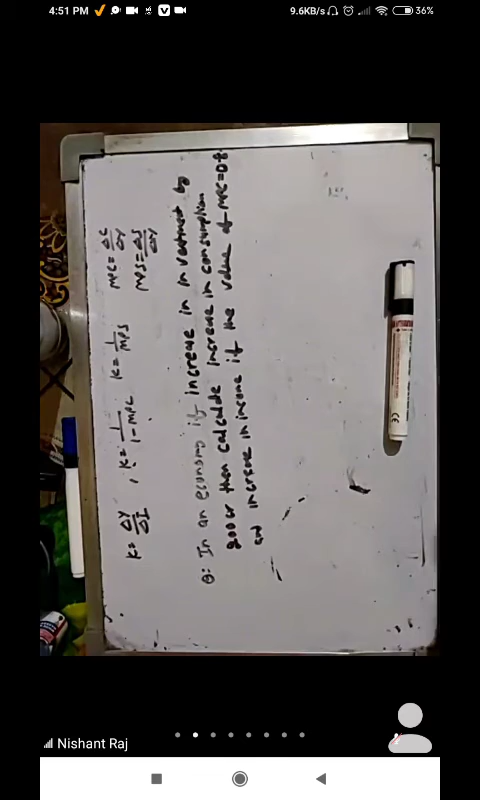 4:51 PM
9.6KB/s
36%
K = ΔY/ΔI , K = 1/1-MPC K = 1/MPS MPC = ΔC/ΔY
MPS = ΔS/ΔY
Q: In an economy if increase in investment by
200 cr then calculate increase in consumption
and increase in income if the value of MPC = 0.8.
CE
Nishant Raj